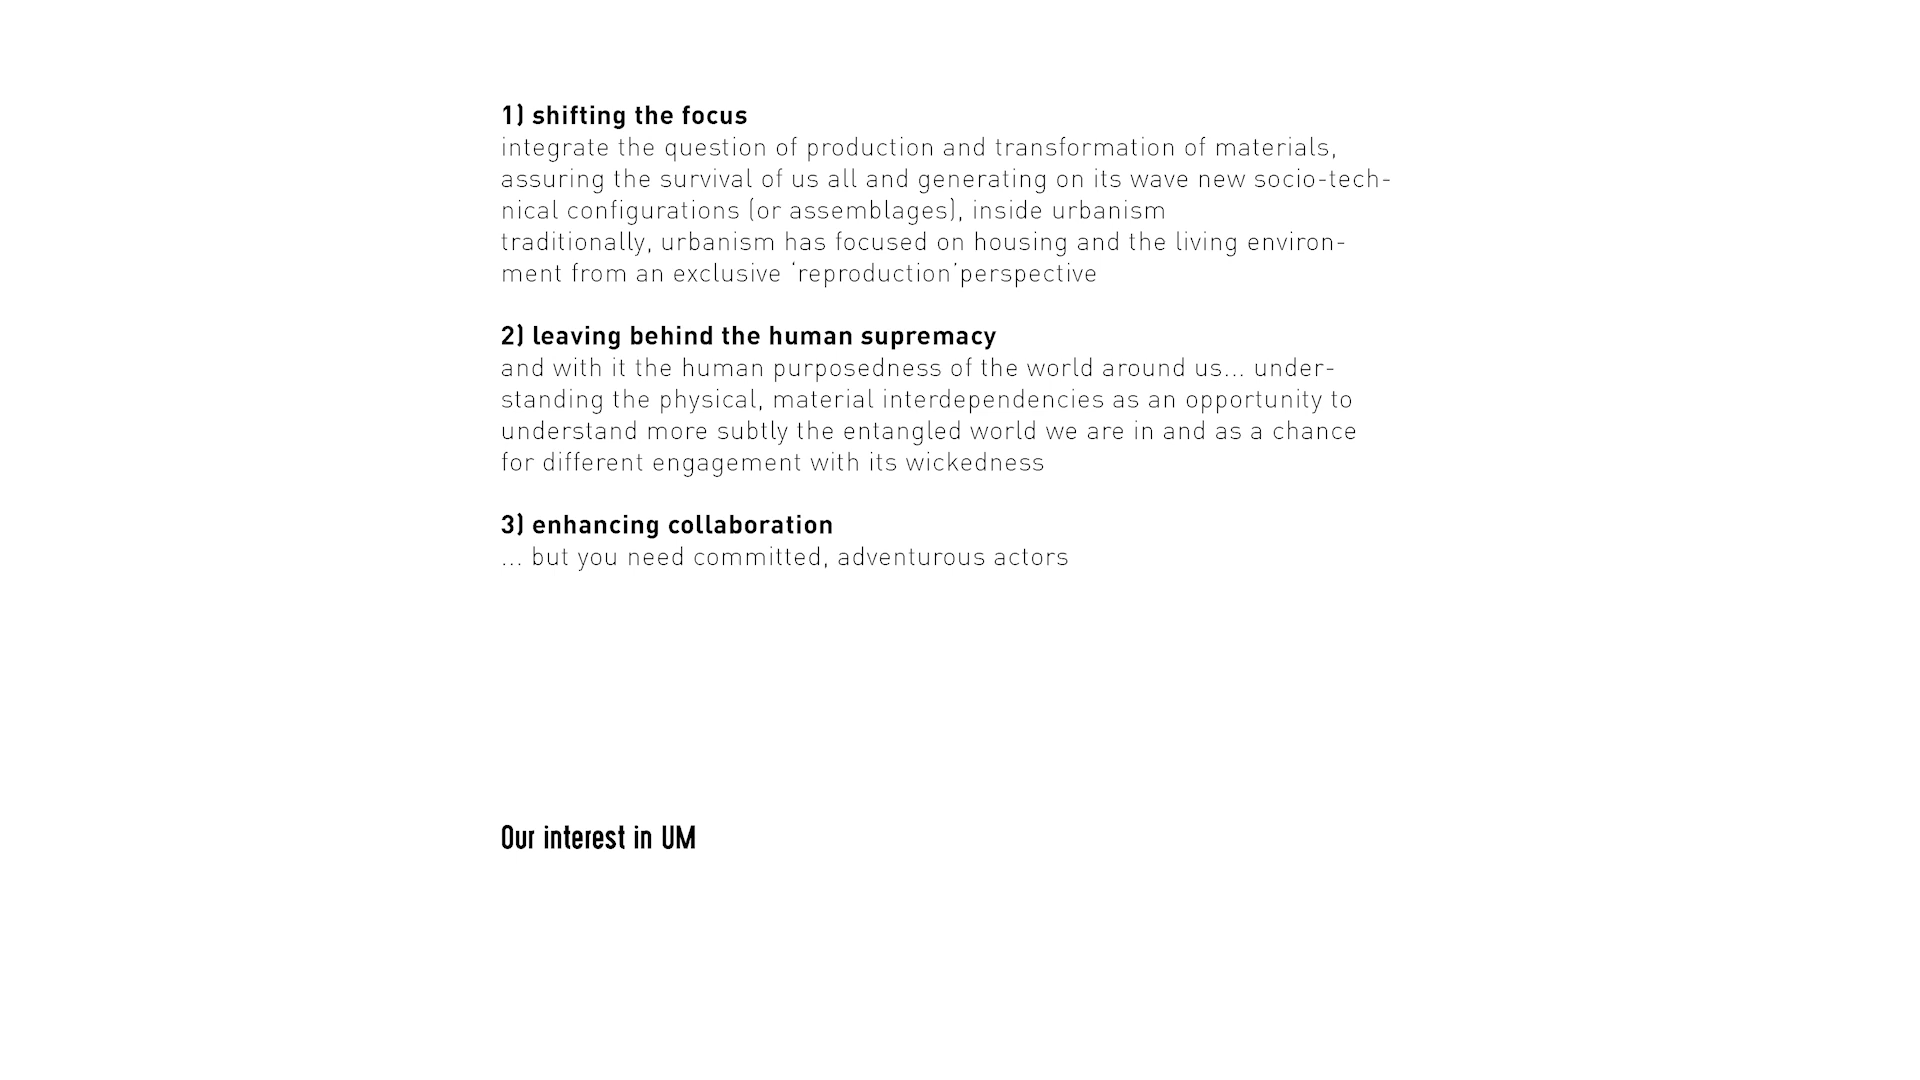 1) shifting the focus
integrate the question of production and transformation of materials,
assuring the survival of us all and generating on its wave new socio-tech-
nical configurations (or assemblages), inside urbanism
traditionally, urbanism has focused on housing and the living environ-
ment from an exclusive 'reproduction'perspective
2) leaving behind the human supremacy
and with it the human purposedness of the world around us... under-
standing the physical, material interdependencies as an opportunity to
understand more subtly the entangled world we are in and as a chance
for different engagement with its wickedness
3) enhancing collaboration
... but you need committed, adventurous actors
Our interest in UM